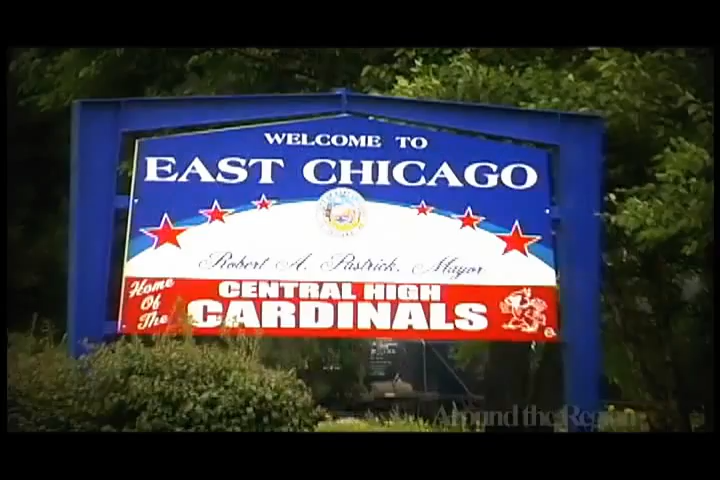 WELCOME TO
EAST CHICAGO
Robert A. Pastrick, Mayor
Home
Of
The
CENTRAL HIGH
CARDINALS
Around the Region